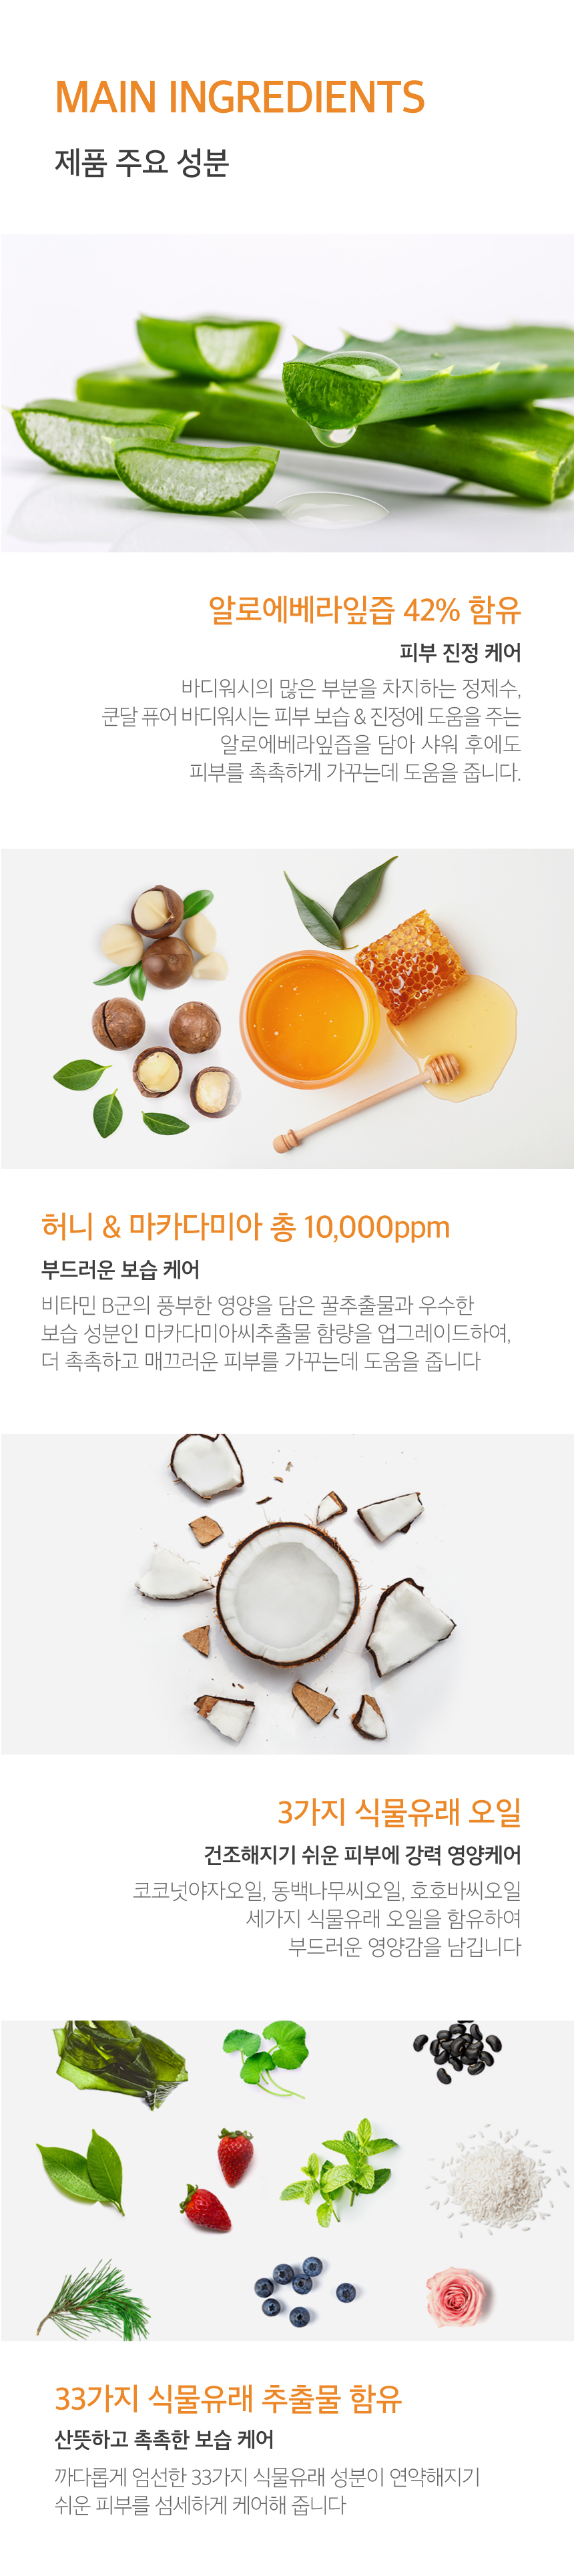 MAIN INGREDIENTS
제품 주요 성분
알로에베라잎즙 42% 함유
피부 진정 케어
바디워시의 많은 부분을 차지하는 정제수,
쿤달 퓨어 바디워시는 피부 보습 & 진정에 도움을 주는
알로에베라잎즙을 담아 샤워 후에도
피부를 촉촉하게 가꾸는데 도움을 줍니다.
허니 & 마카다미아 총 10,000ppm
부드러운 보습 케어
비타민 B군의 풍부한 영양을 담은 꿀추출물과 우수한
보습 성분인 마카다미아씨추출물 함량을 업그레이드하여,
더 촉촉하고 매끄러운 피부를 가꾸는데 도움을 줍니다
3가지 식물유래 오일
건조해지기 쉬운 피부에 강력 영양케어
코코넛야자오일, 동백나무씨오일, 호호바씨오일
세가지 식물유래 오일을 함유하여
부드러운 영양감을 남깁니다
33가지 식물유래 추출물 함유
산뜻하고 촉촉한 보습 케어
까다롭게 엄선한 33가지 식물유래 성분이 연약해지기
쉬운 피부를 섬세하게 케어해 줍니다